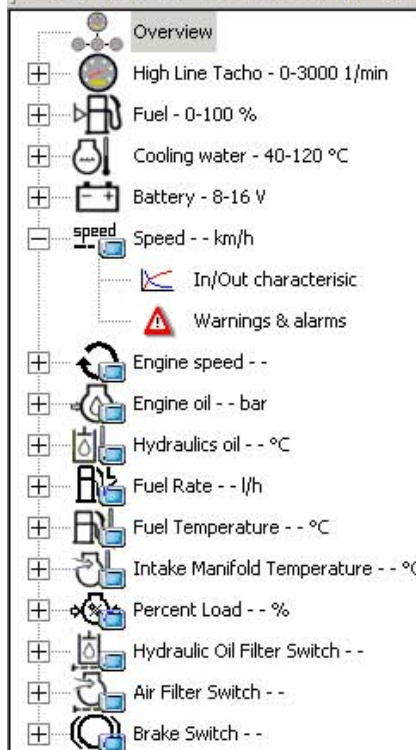 Overview
High Line Tacho - 0-3000 1/min
Fuel - 0-100 %
Cooling water - 40-120 °C
Battery - 8-16 V
speed Speed - - km/h
In/Out characterisic
Warnings & alarms
Engine speed - -
Engine oil - - bar
Hydraulics oil - - °C
Fuel Rate - - l/h
Fuel Temperature - - °C
Intake Manifold Temperature - - °C
Percent Load - - %
Hydraulic Oil Filter Switch - -
Air Filter Switch - -
Brake Switch - -